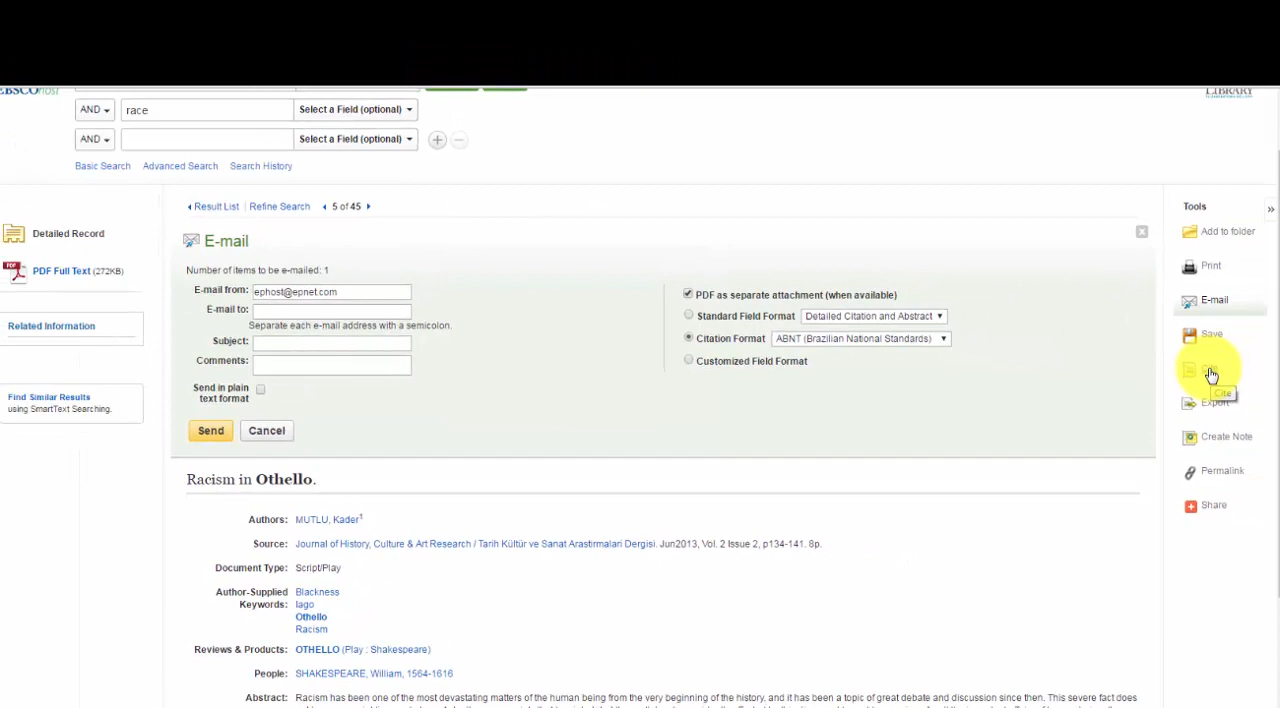 EBSCOhost
LIBRARY
AND race Select a Field (optional)
AND Select a Field (optional)
Basic Search Advanced Search Search History
Result List Refine Search 5 of 45
Tools
Detailed Record
PDF Full Text (272KB)
Related Information
Find Similar Results
using SmartText Searching.
E-mail
Number of items to be e-mailed: 1
E-mail from: ephost@epnet.com
E-mail to:
Separate each e-mail address with a semicolon.
Subject:
Comments:
Send in plain
text format
Send Cancel
PDF as separate attachment (when available)
Standard Field Format Detailed Citation and Abstract
Citation Format ABNT (Brazilian National Standards)
Customized Field Format
Add to folder
Print
E-mail
Save
Cite
Cite
Export
Create Note
Permalink
Share
Racism in Othello.
Authors: MUTLU, Kader1
Source: Journal of History, Culture & Art Research / Tarih Kültür ve Sanat Arastirmalari Dergisi. Jun2013, Vol. 2 Issue 2, p134-141. 8p.
Document Type: Script/Play
Author-Supplied Blackness
Keywords: Iago
Othello
Racism
Reviews & Products: OTHELLO (Play : Shakespeare)
People: SHAKESPEARE, William, 1564-1616
Abstract: Racism has been one of the most devastating matters of the human being from the very beginning of the history, and it has been a topic of great debate and discussion since then. This severe fact does